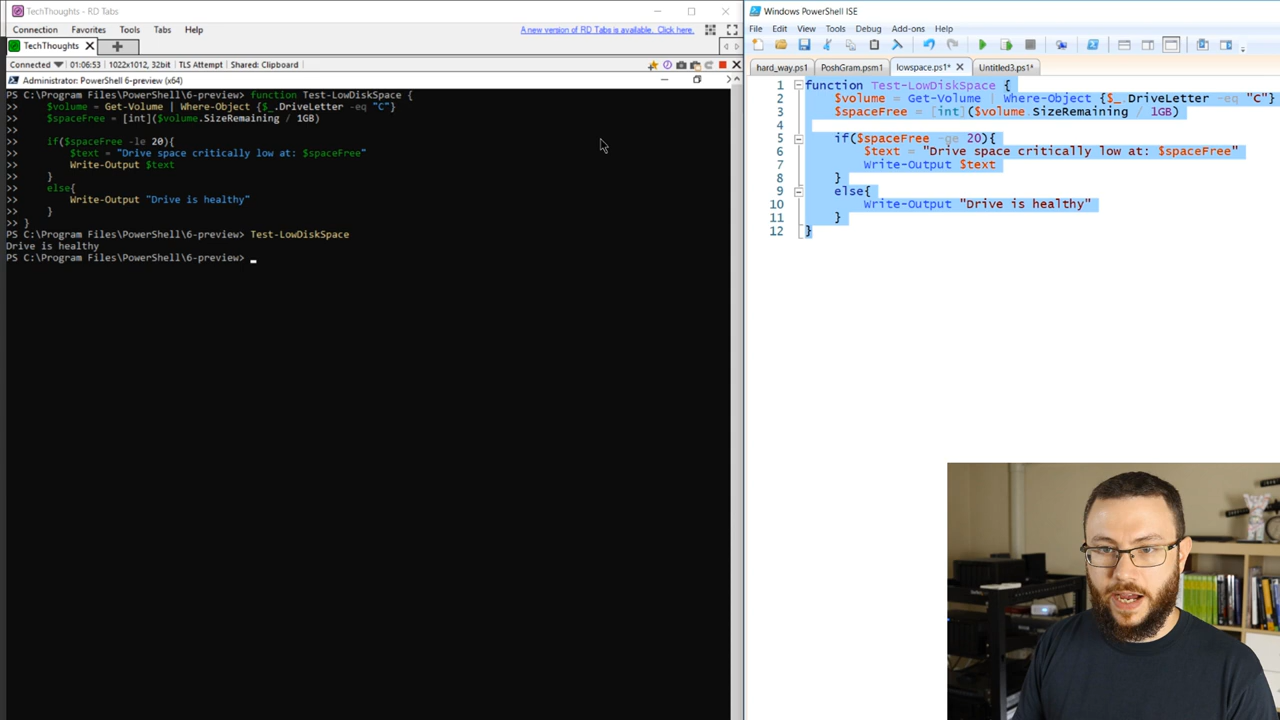 TechThoughts - RD Tabs
Connection Favorites Tools Tabs Help
A new version of RD Tabs is available. Click here.
TechThoughts
Connected 01:06:53, 1022x1012, 32bit TLS Attempt Shared: Clipboard
Administrator: PowerShell 6-preview (x64)
PS C:\Program Files\PowerShell\6-preview> function Test-LowDiskSpace {
>> $volume = Get-Volume | Where-Object {$_.DriveLetter -eq "C"}
>> $spaceFree = [int]($volume.SizeRemaining / 1GB)
>>
>> if($spaceFree -le 20){
>> $text = "Drive space critically low at: $spaceFree"
>> Write-Output $text
>> }
>> else{
>> Write-Output "Drive is healthy"
>> }
>> }
PS C:\Program Files\PowerShell\6-preview> Test-LowDiskSpace
Drive is healthy
PS C:\Program Files\PowerShell\6-preview>
Windows PowerShell ISE
File Edit View Tools Debug Add-ons Help
hard_way.ps1 PoshGram.psm1 lowspace.ps1* Untitled3.ps1*
1 function Test-LowDiskSpace {
2 $volume = Get-Volume | Where-Object {$_.DriveLetter -eq "C"}
3 $spaceFree = [int]($volume.SizeRemaining / 1GB)
4
5 if($spaceFree -ge 20){
6 $text = "Drive space critically low at: $spaceFree"
7 Write-Output $text
8 }
9 else{
10 Write-Output "Drive is healthy"
11 }
12 }